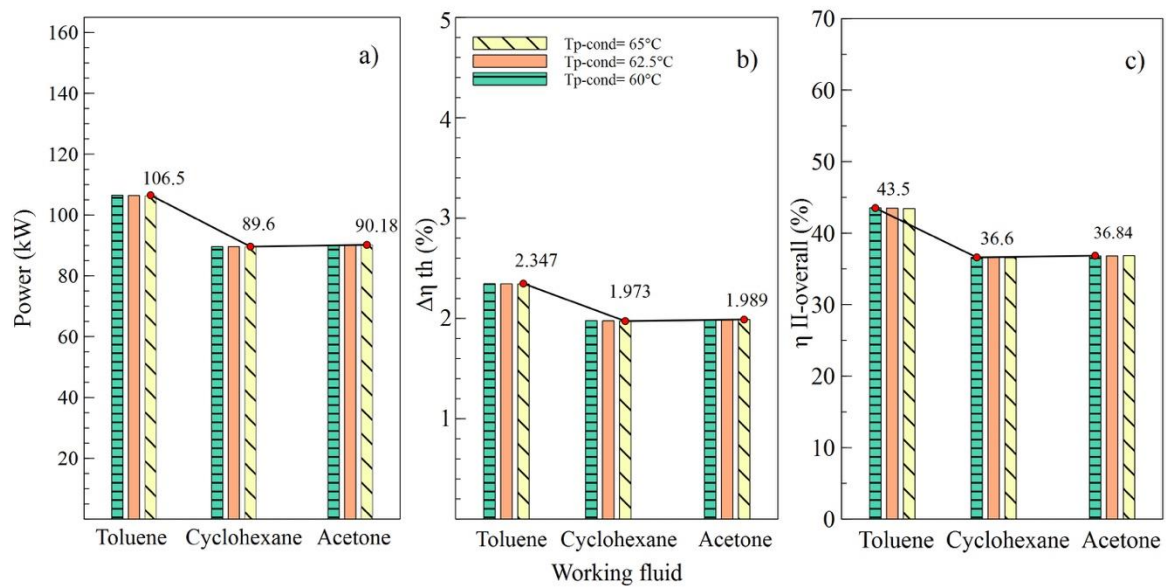 a)
Power (kW)
160
140
120
100
80
60
40
20
106.5
89.6
90.18
Toluene Cyclohexane Acetone
b)
Δη th (%)
5
4
3
2
1
Tp-cond= 65°C
Tp-cond= 62.5°C
Tp-cond= 60°C
2.347
1.973
1.989
Toluene Cyclohexane Acetone
Working fluid
c)
η II-overall (%)
70
60
50
40
30
20
10
0
43.5
36.6
36.84
Toluene Cyclohexane Acetone